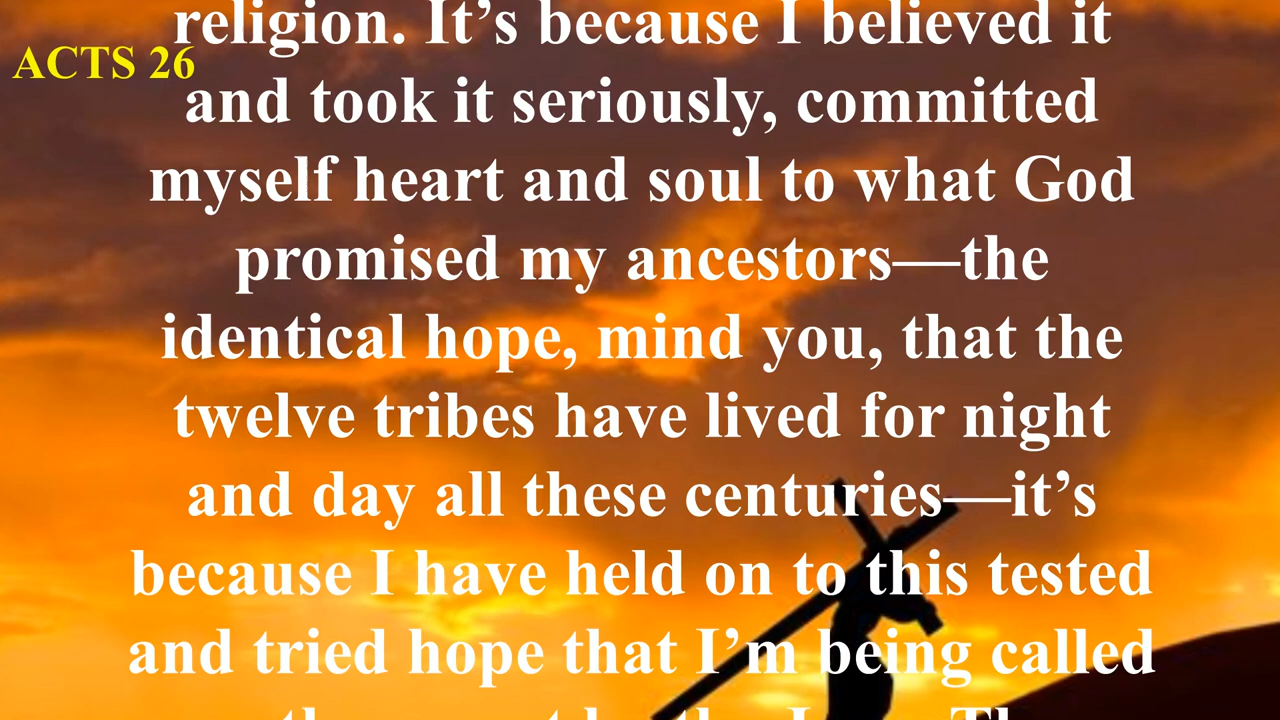 religion. It’s because I believed it
ACTS 26
and took it seriously, committed
myself heart and soul to what God
promised my ancestors—the
identical hope, mind you, that the
twelve tribes have lived for night
and day all these centuries—it’s
because I have held on to this tested
and tried hope that I’m being called